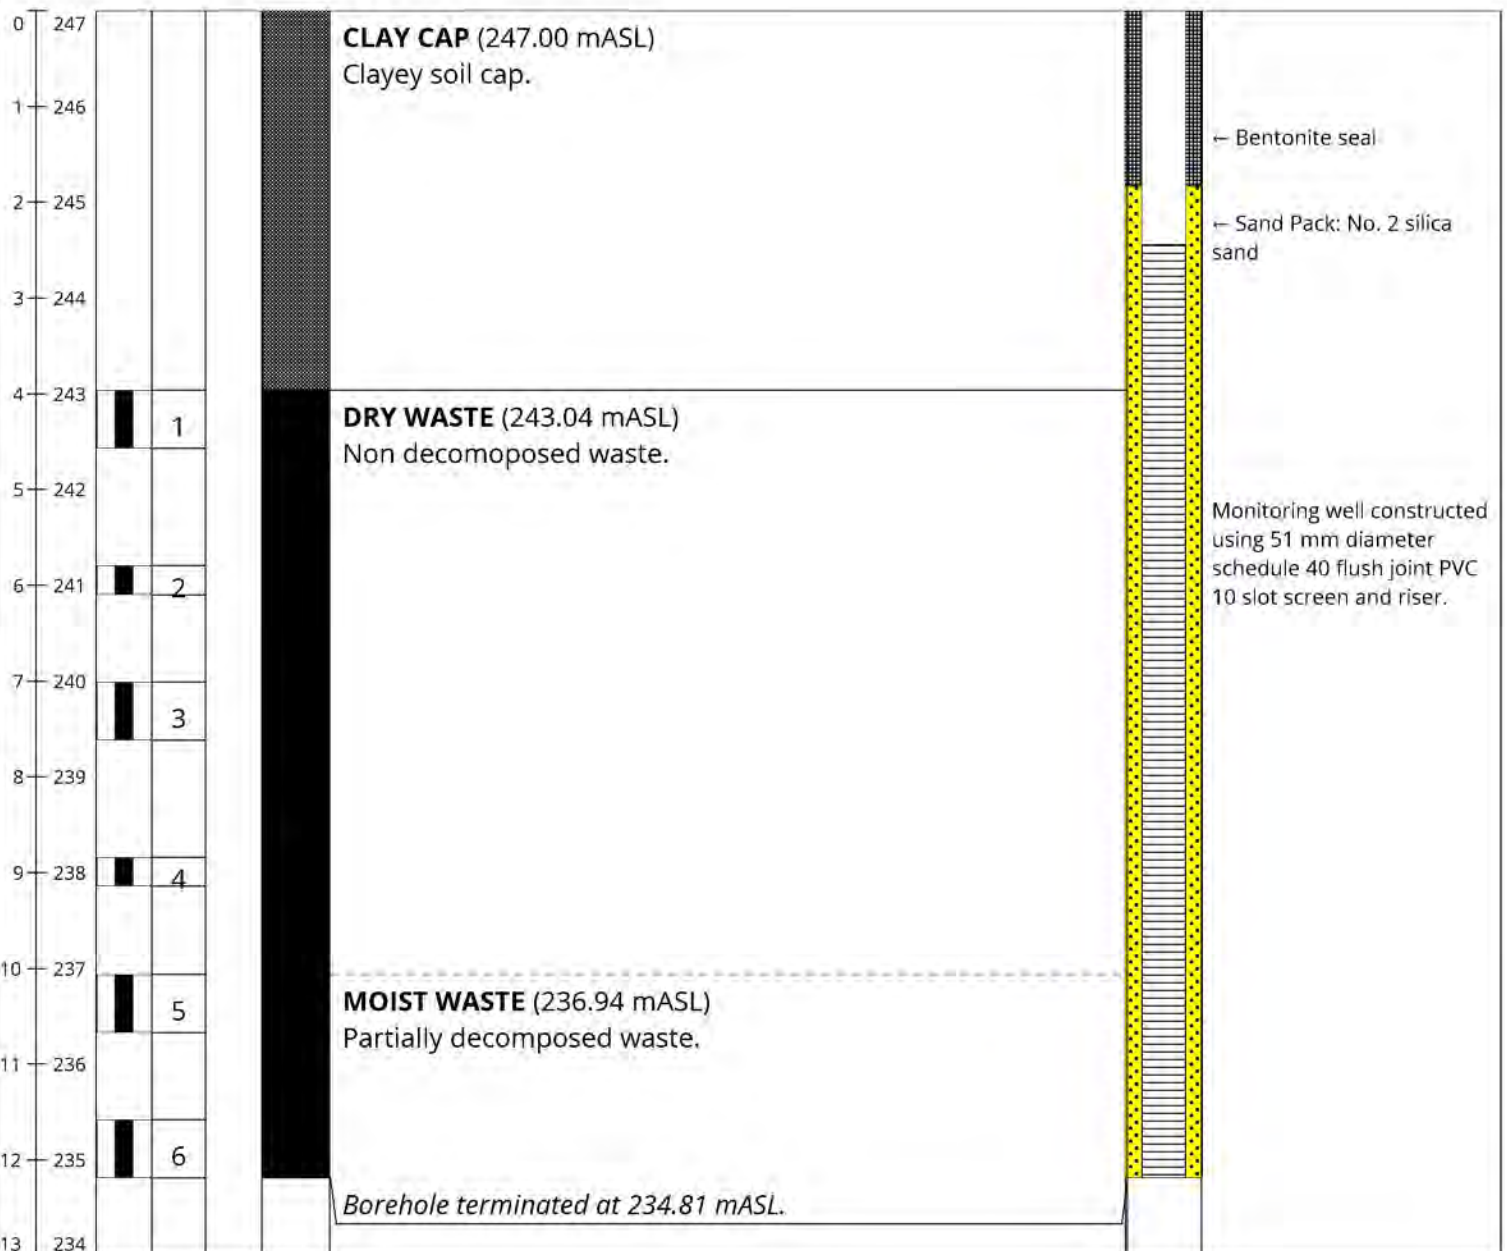 0 247
CLAY CAP (247.00 mASL)
Clayey soil cap.
1 246
← Bentonite seal
2 245
← Sand Pack: No. 2 silica
sand
3 244
4 243
DRY WASTE (243.04 mASL)
1
Non decomoposed waste.
5 242
Monitoring well constructed
using 51 mm diameter
schedule 40 flush joint PVC
10 slot screen and riser.
6 241
2
7 240
3
8 239
9 238
4
10 237
MOIST WASTE (236.94 mASL)
5
Partially decomposed waste.
11 236
6
12 235
Borehole terminated at 234.81 mASL.
13 234